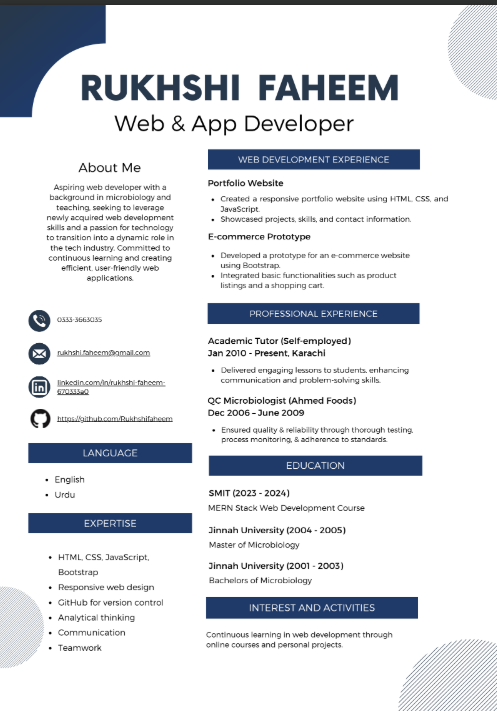 RUKHSHI FAHEEM
Web & App Developer
About Me
Aspiring web developer with a
background in microbiology and
teaching, seeking to leverage
newly acquired web development
skills and a passion for technology
to transition into a dynamic role in
the tech industry. Committed to
continuous learning and creating
efficient, user-friendly web
applications.
0333-3663035
rukhshi.faheem@gmail.com
linkedin.com/in/rukhshi-faheem-
670333a0
https://github.com/Rukhshifaheem
LANGUAGE
• English
• Urdu
EXPERTISE
• HTML, CSS, JavaScript,
Bootstrap
• Responsive web design
• GitHub for version control
• Analytical thinking
• Communication
• Teamwork
WEB DEVELOPMENT EXPERIENCE
Portfolio Website
• Created a responsive portfolio website using HTML, CSS, and
JavaScript.
• Showcased projects, skills, and contact information.
E-commerce Prototype
• Developed a prototype for an e-commerce website
using Bootstrap.
• Integrated basic functionalities such as product
listings and a shopping cart.
PROFESSIONAL EXPERIENCE
Academic Tutor (Self-employed)
Jan 2010 - Present, Karachi
• Delivered engaging lessons to students, enhancing
communication and problem-solving skills.
QC Microbiologist (Ahmed Foods)
Dec 2006 – June 2009
• Ensured quality & reliability through thorough testing,
process monitoring, & adherence to standards.
EDUCATION
SMIT (2023 - 2024)
MERN Stack Web Development Course
Jinnah University (2004 - 2005)
Master of Microbiology
Jinnah University (2001 - 2003)
Bachelors of Microbiology
INTEREST AND ACTIVITIES
Continuous learning in web development through
online courses and personal projects.